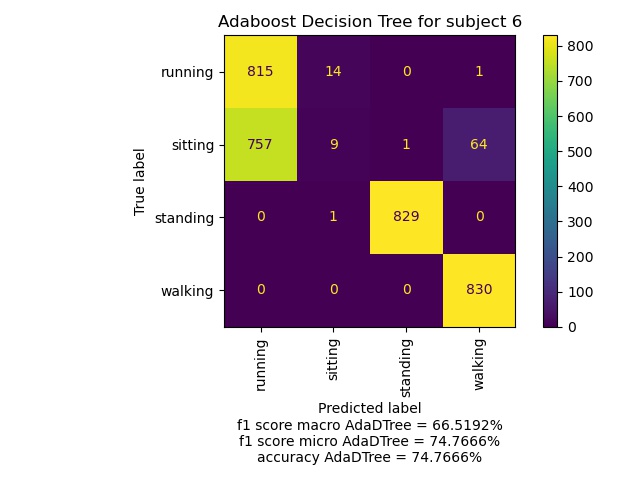 Adaboost Decision Tree for subject 6
running 815 14 0 1
sitting 757 9 1 64
standing 0 1 829 0
walking 0 0 0 830
True label
running sitting standing walking
Predicted label
f1 score macro AdaDTree = 66.5192%
f1 score micro AdaDTree = 74.7666%
accuracy AdaDTree = 74.7666%
800
700
600
500
400
300
200
100
0